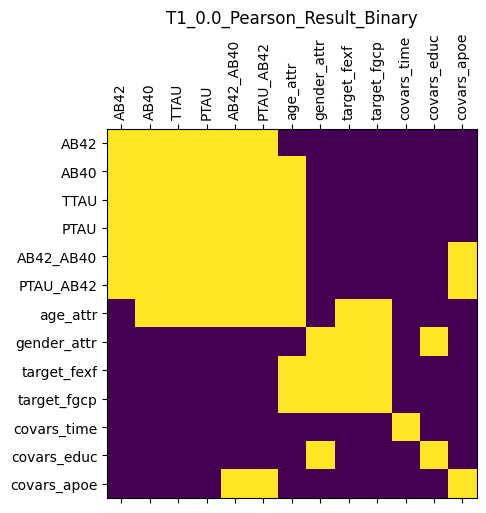 T1_0.0_Pearson_Result_Binary
AB42
AB40
TTAU
PTAU
AB42_AB40
PTAU_AB42
age_attr
gender_attr
target_fexf
target_fgcp
covars_time
covars_educ
covars_apoe
AB42
AB40
TTAU
PTAU
AB42_AB40
PTAU_AB42
age_attr
gender_attr
target_fexf
target_fgcp
covars_time
covars_educ
covars_apoe